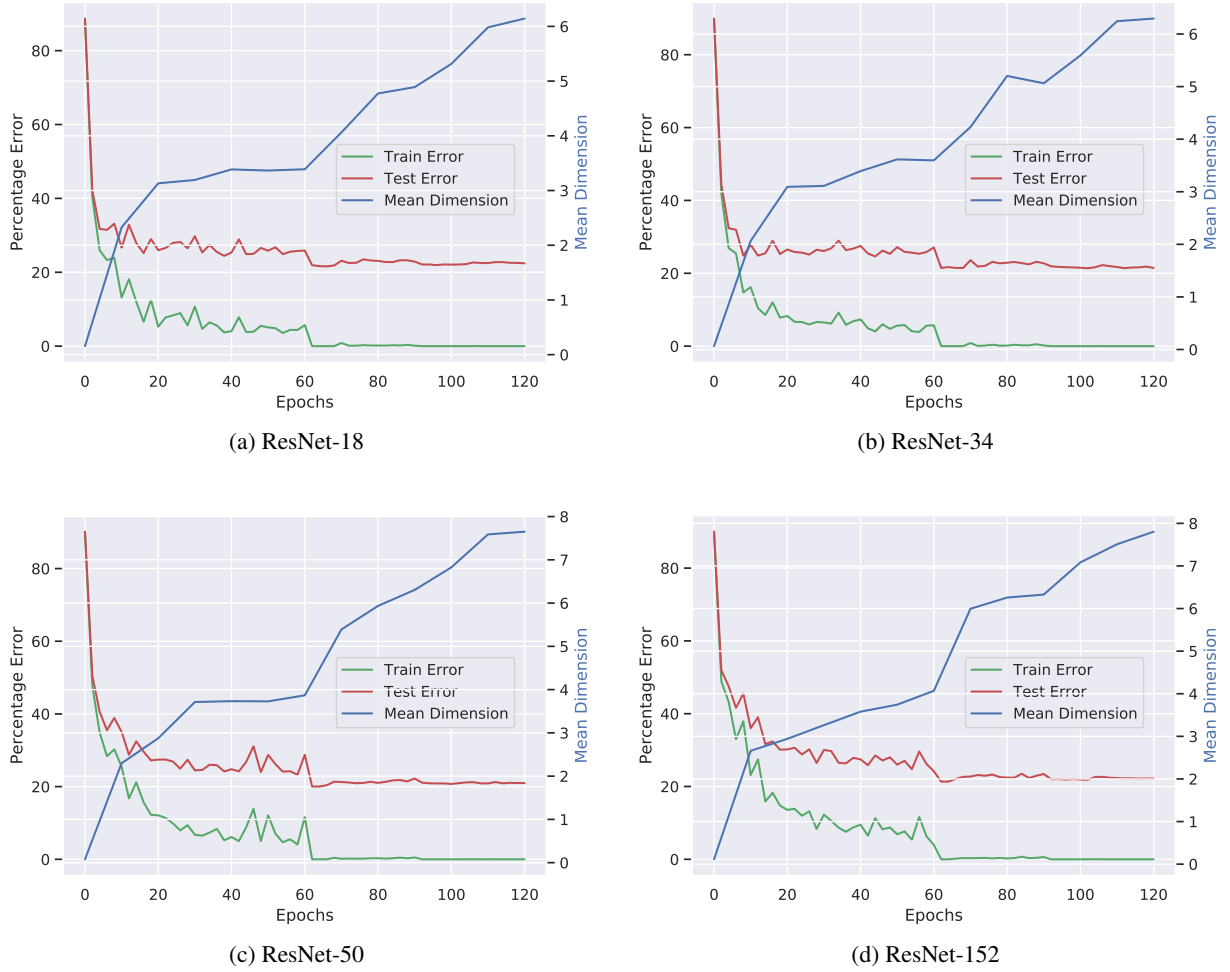 Percentage Error
80
60
40
20
0
6
5
4
3
2
1
0
Mean Dimension
Train Error
Test Error
Mean Dimension
0 20 40 60 80 100 120
Epochs
(a) ResNet-18
Percentage Error
80
60
40
20
0
6
5
4
3
2
1
0
Mean Dimension
Train Error
Test Error
Mean Dimension
0 20 40 60 80 100 120
Epochs
(b) ResNet-34
Percentage Error
80
60
40
20
0
8
7
6
5
4
3
2
1
0
Mean Dimension
Train Error
Test Error
Mean Dimension
0 20 40 60 80 100 120
Epochs
(c) ResNet-50
Percentage Error
80
60
40
20
0
8
7
6
5
4
3
2
1
0
Mean Dimension
Train Error
Test Error
Mean Dimension
0 20 40 60 80 100 120
Epochs
(d) ResNet-152